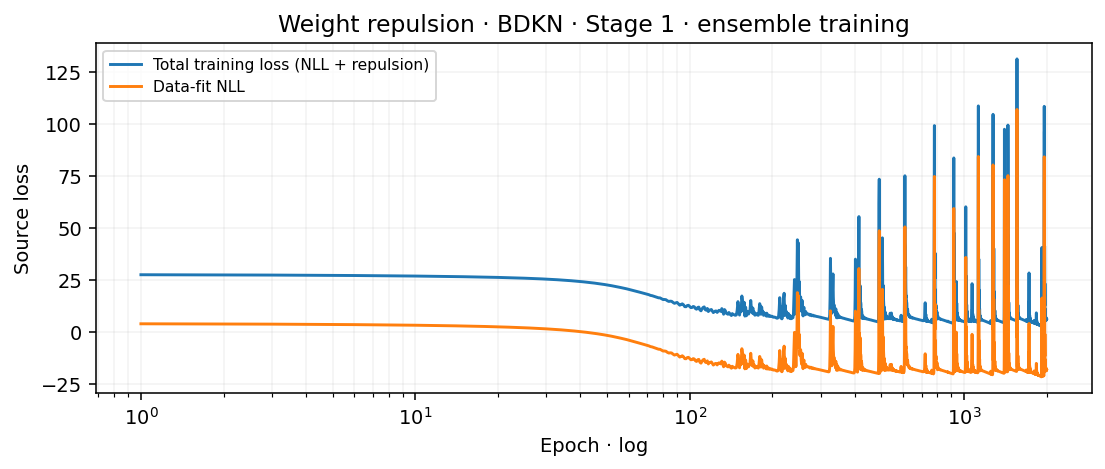 Weight repulsion · BDKN · Stage 1 · ensemble training
Total training loss (NLL + repulsion)
Data-fit NLL
Source loss
125
100
75
50
25
0
−25
10⁰
10¹
10²
10³
Epoch · log